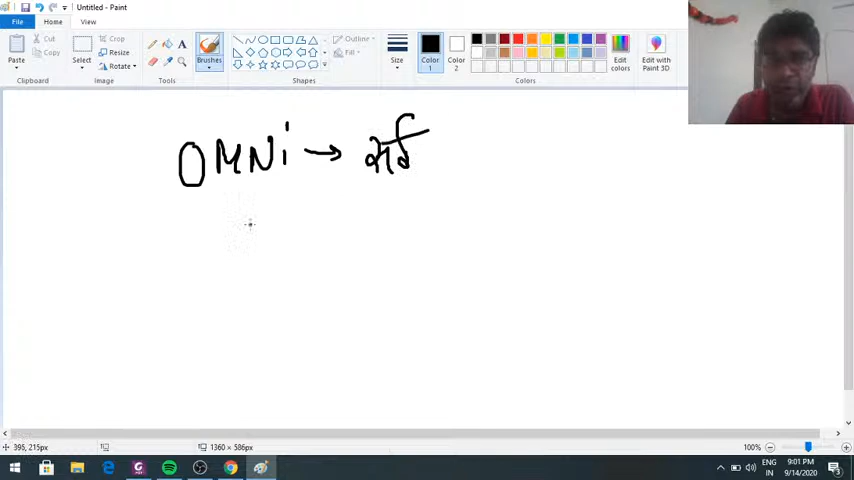 Untitled - Paint
File Home View
Paste Cut Copy Select Crop Resize Rotate Brushes Outline Fill Size Color 1 Color 2 Edit colors Edit with Paint 3D
Clipboard Image Tools Shapes Colors
OMNi → सर्व
395, 215px 1360 × 586px 100%
ENG IN 9:01 PM 9/14/2020